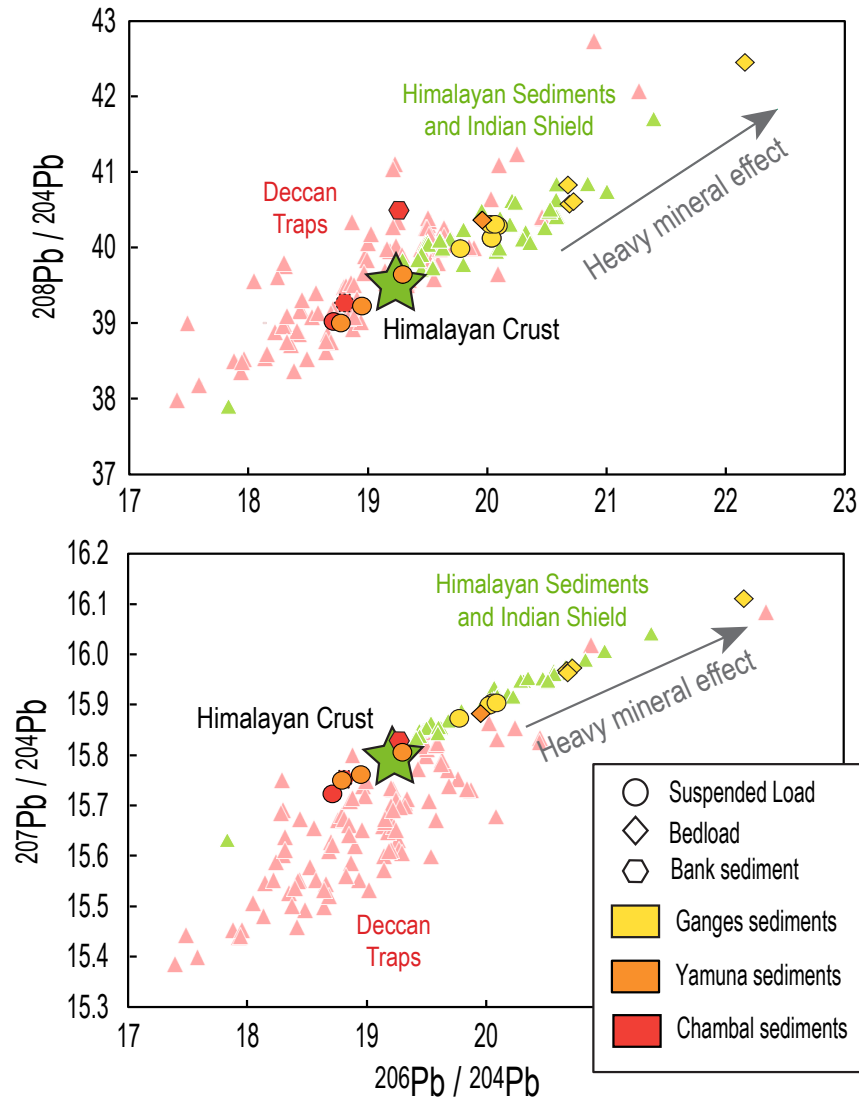 43
42
41
40
39
38
37
208Pb / 204Pb
Himalayan Sediments
and Indian Shield
Deccan
Traps
Heavy mineral effect
Himalayan Crust
17
18
19
20
21
22
23
16.2
16.1
16.0
15.9
15.8
15.7
15.6
15.5
15.4
15.3
207Pb / 204Pb
Himalayan Sediments
and Indian Shield
Himalayan Crust
Heavy mineral effect
Deccan
Traps
Suspended Load
Bedload
Bank sediment
Ganges sediments
Yamuna sediments
Chambal sediments
17
18
19
20
206Pb / 204Pb